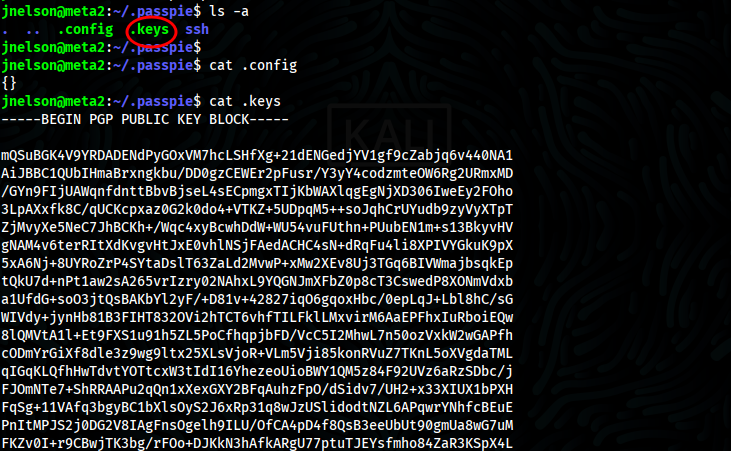 jnelson@meta2:~/.passpie$ ls -a
. .. .config .keys ssh
jnelson@meta2:~/.passpie$
jnelson@meta2:~/.passpie$ cat .config
{}
jnelson@meta2:~/.passpie$ cat .keys
-----BEGIN PGP PUBLIC KEY BLOCK-----
mQSuBGK4V9YRDADENdPyGOxVM7hcLSHfXg+21dENGedjYV1gf9cZabjq6v440NA1
AiJBBC1QUbIHmaBrxngkbu/DD0gzCEWEr2pFusr/Y3yY4codzmteOW6Rg2URmxMD
/GYn9FIjUAWqnfdnttBbvBjseL4sECpmgxTIjKbWAXlqgEgNjXD306IweEy2FOho
3LpAXxfk8C/qUCKcpxaz0G2k0do4+VTKZ+5UDpqM5++soJqhCrUYudb9zyVyXTpT
ZjMvyXe5NeC7JhBCKh+/Wqc4xyBcwhDdW+WU54vuFUthn+PUubEN1m+s13BkyvHV
gNAM4v6terRItXdKvgvHtJxE0vhlNSjFAedACHC4sN+dRqFu4li8XPIVYGkuK9pX
5xA6Nj+8UYRoZrP4SYtaDslT63ZaLd2MvwP+xMw2XEv8Uj3TGq6BIVWmajbsqkEp
tQkU7d+nPt1aw2sA265vrIzry02NAhxL9YQGNJmXFbZ0p8cT3CswedP8XONmVdxb
a1UfdG+soO3jtQsBAKbYl2yF/+D81v+42827iqO6gqoxHbc/0epLqJ+Lbl8hC/sG
WIVdy+jynHb81B3FIHT832OVi2hTCT6vhfTILFklLMxvirM6AaEPFhxIuRboiEQw
8lQMVtA1l+Et9FXS1u91h5ZL5PoCfhqpjbFD/VcC5I2MhwL7n50ozVxkW2wGAPfh
cODmYrGiXf8dle3z9wg9ltx25XLsVjoR+VLm5Vji85konRVuZ7TKnL5oXVgdaTML
qIGqKLQfhHwTdvtYOTtcxW3tIdI16YhezeoUioBWY1QM5z84F92UVz6aRzSDbc/j
FJOmNTe7+ShRRAAPu2qQn1xXexGXY2BFqAuhzFpO/dSidv7/UH2+x33XIUX1bPXH
FqSg+11VAfq3bgyBC1bXlsOyS2J6xRp31q8wJzUSlidodtNZL6APqwrYNhfcBEuE
PnItMPJS2j0DG2V8IAgFnsOgelh9ILU/OfCA4pD4f8QsB3eeUbUt90gmUa8wG7uM
FKZv0I+r9CBwjTK3bg/rFOo+DJKkN3hAfkARgU77ptuTJEYsfmho84ZaR3KSpX4L